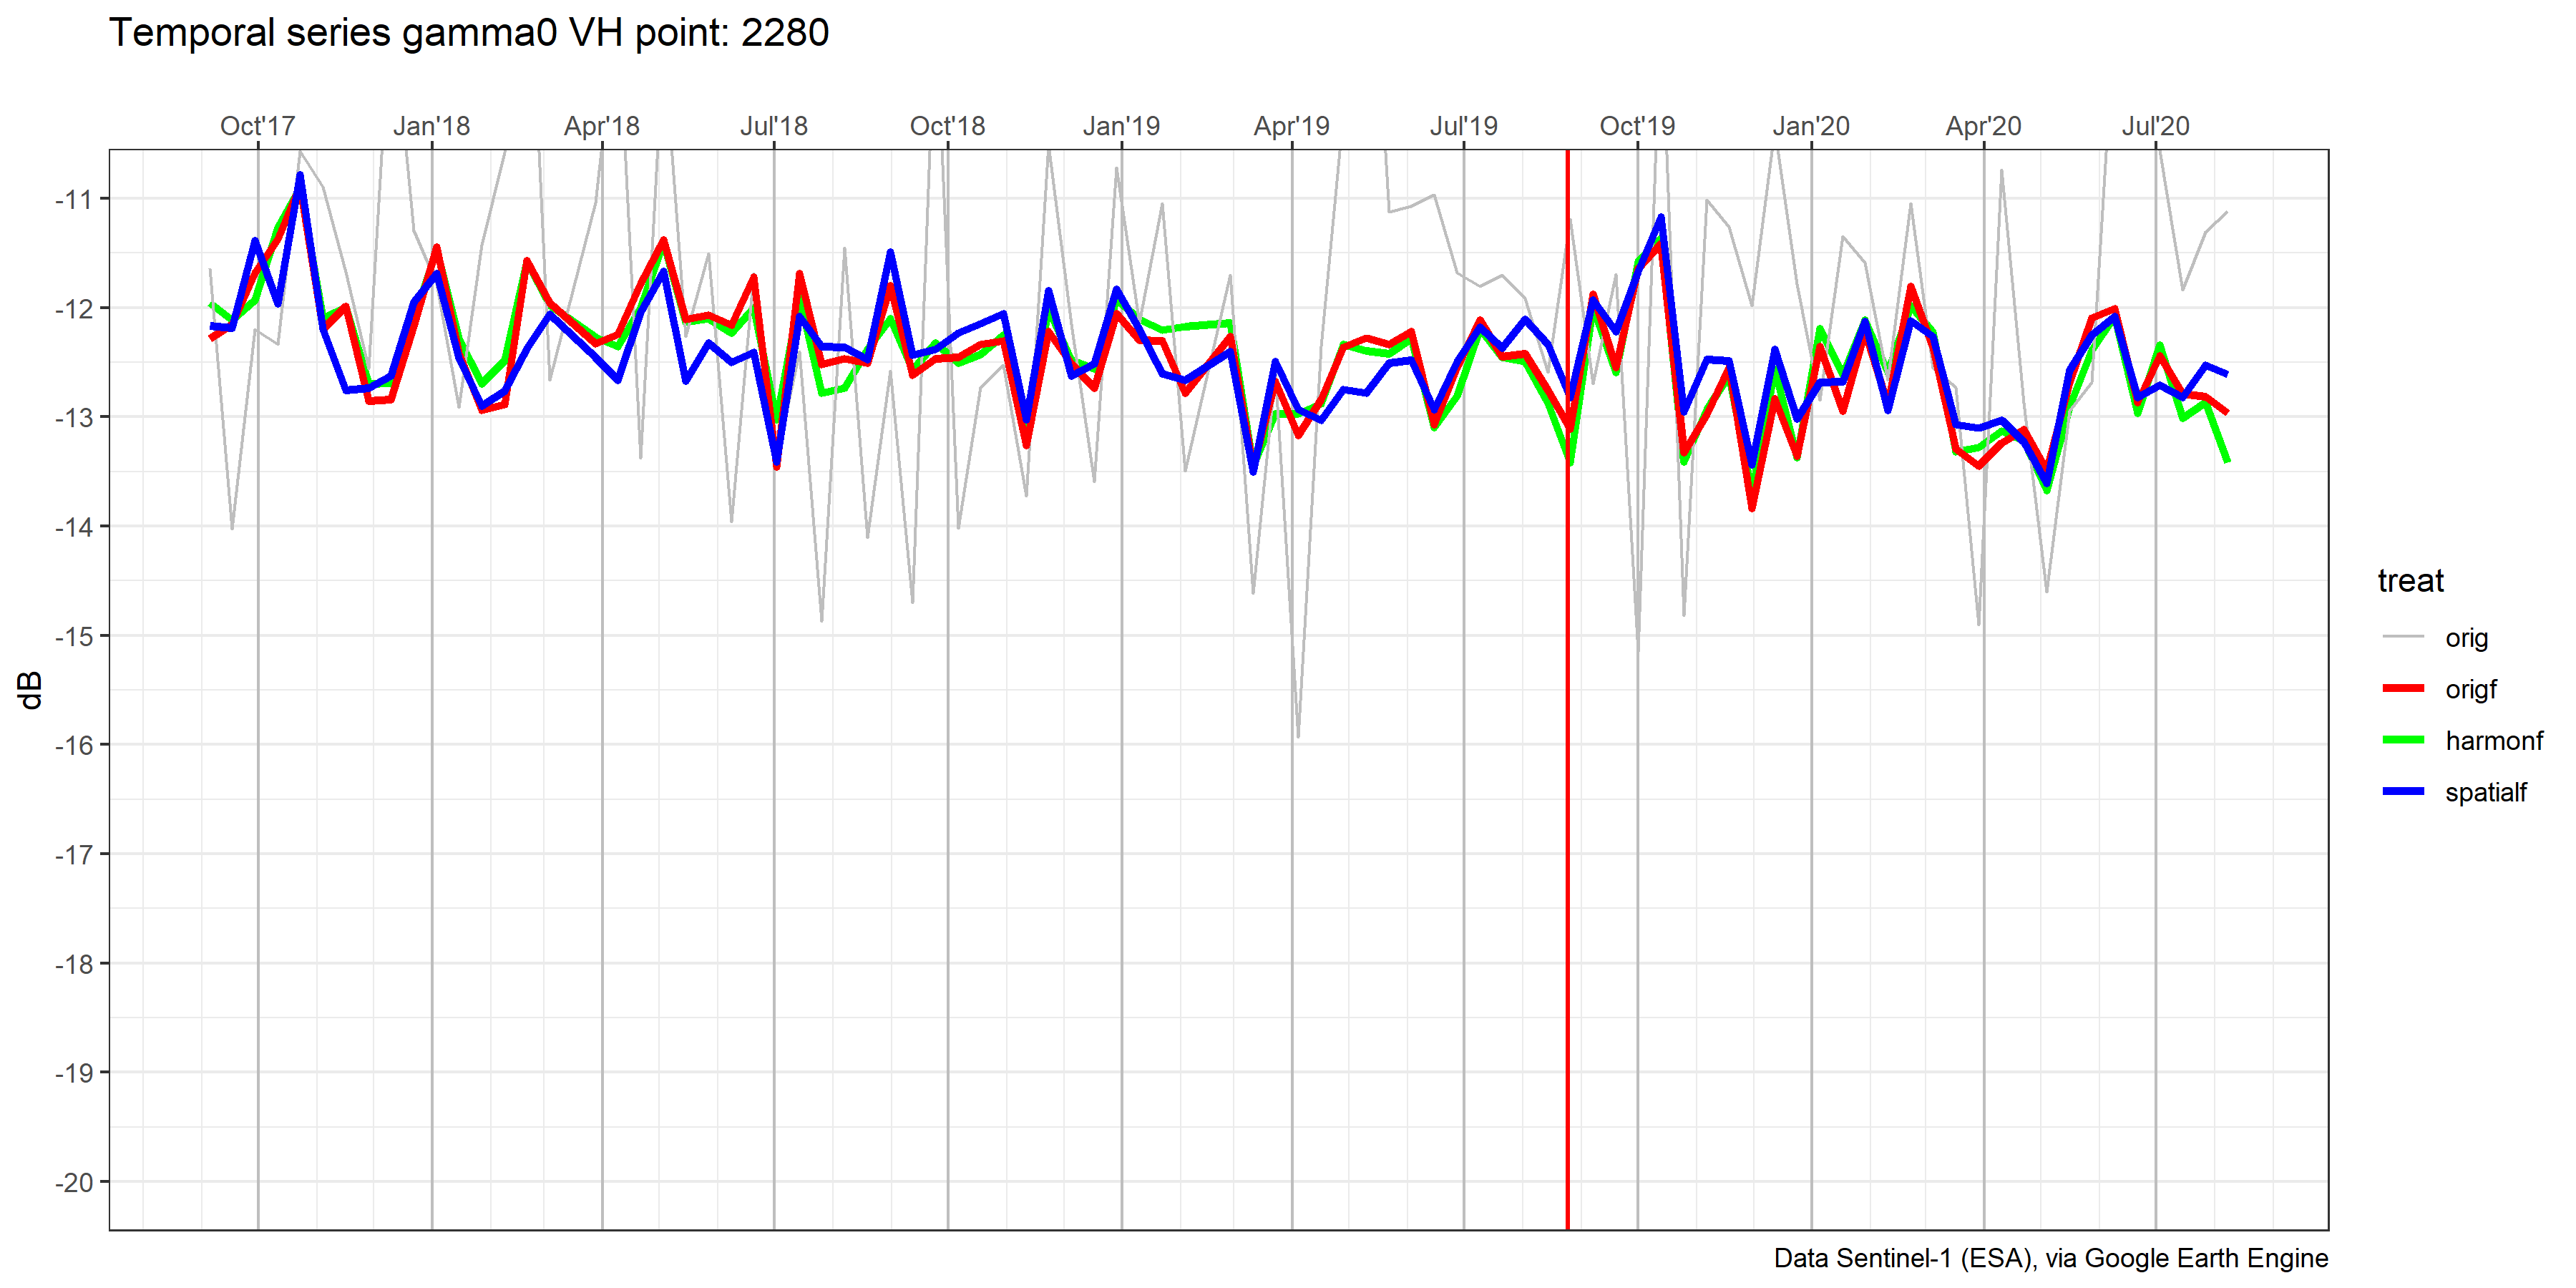 Temporal series gamma0 VH point: 2280
Oct'17 Jan'18 Apr'18 Jul'18 Oct'18 Jan'19 Apr'19 Jul'19 Oct'19 Jan'20 Apr'20 Jul'20
-11
-12
-13
-14
-15
-16
-17
-18
-19
-20
dB
treat
orig
origf
harmonf
spatialf
Data Sentinel-1 (ESA), via Google Earth Engine